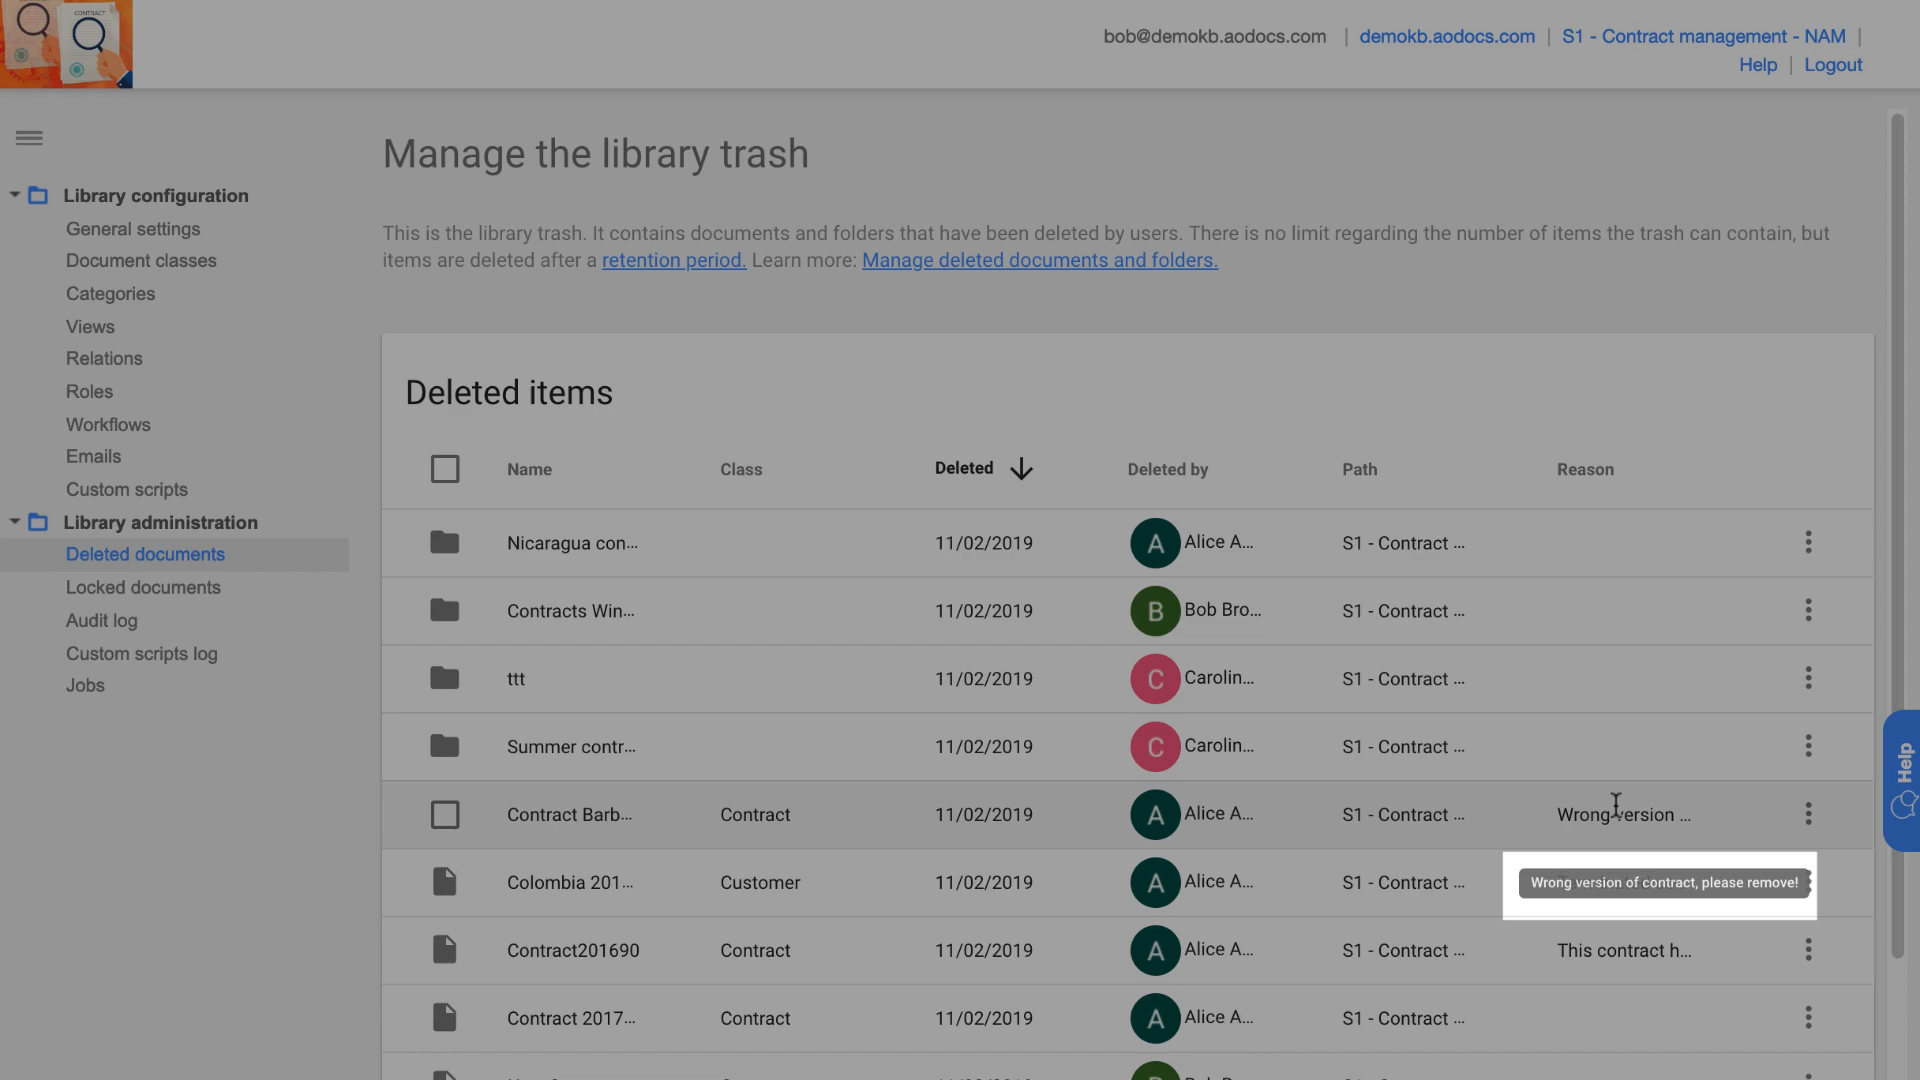 CONTRACT
bob@demokb.aodocs.com | demokb.aodocs.com | S1 - Contract management - NAM |
Help | Logout
Manage the library trash
This is the library trash. It contains documents and folders that have been deleted by users. There is no limit regarding the number of items the trash can contain, but
items are deleted after a retention period. Learn more: Manage deleted documents and folders.
Library configuration
General settings
Document classes
Categories
Views
Relations
Roles
Workflows
Emails
Custom scripts
Library administration
Deleted documents
Locked documents
Audit log
Custom scripts log
Jobs
Deleted items
Name Class Deleted Deleted by Path Reason
Nicaragua con... 11/02/2019 A Alice A... S1 - Contract ...
Contracts Win... 11/02/2019 B Bob Bro... S1 - Contract ...
ttt 11/02/2019 C Carolin... S1 - Contract ...
Summer contr... 11/02/2019 C Carolin... S1 - Contract ...
Contract Barb... Contract 11/02/2019 A Alice A... S1 - Contract ... Wrong version ...
Colombia 201... Customer 11/02/2019 A Alice A... S1 - Contract ...
Wrong version of contract, please remove!
Contract201690 Contract 11/02/2019 A Alice A... S1 - Contract ... This contract h...
Contract 2017... Contract 11/02/2019 A Alice A... S1 - Contract ...
Help